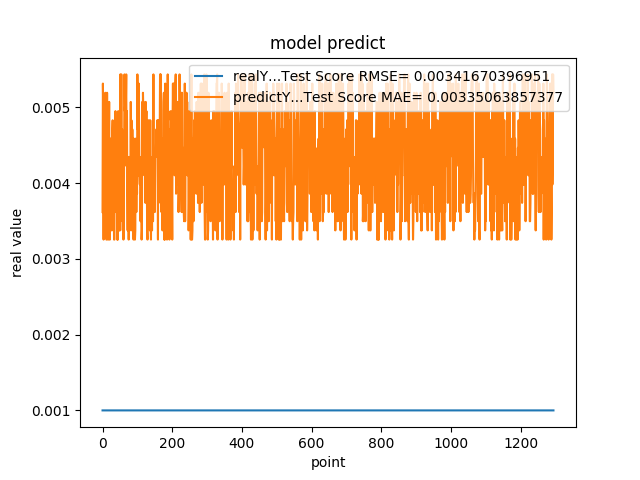 model predict
realY...Test Score RMSE= 0.00341670396951
predictY...Test Score MAE= 0.00335063857377
0.005
0.004
0.003
0.002
0.001
real value
0 200 400 600 800 1000 1200
point